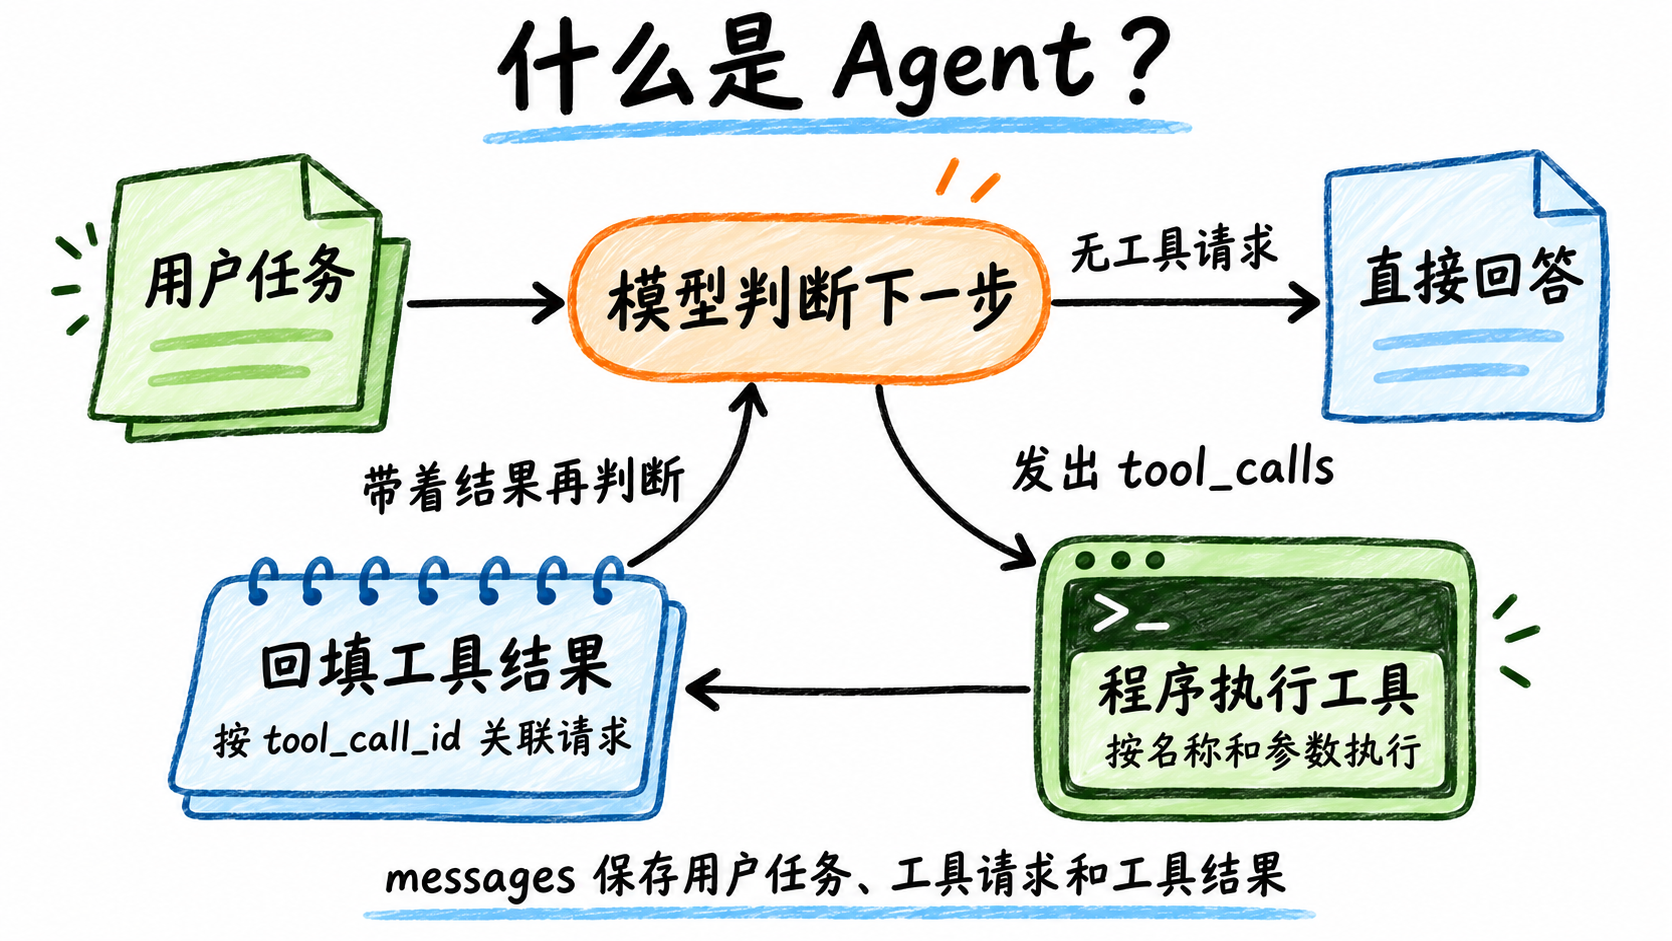 什么是 Agent？
用户任务
模型判断下一步
无工具请求
直接回答
带着结果再判断
发出 tool_calls
回填工具结果
按 tool_call_id 关联请求
>_
程序执行工具
按名称和参数执行
messages 保存用户任务、工具请求和工具结果